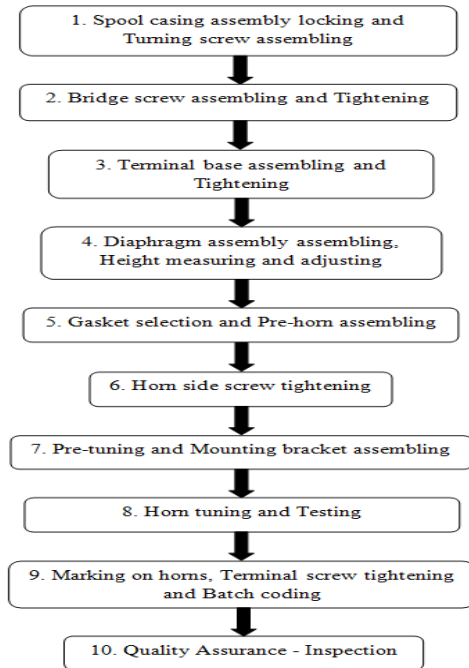 1. Spool casing assembly locking and
Turning screw assembling
2. Bridge screw assembling and Tightening
3. Terminal base assembling and
Tightening
4. Diaphragm assembly assembling,
Height measuring and adjusting
5. Gasket selection and Pre-horn assembling
6. Horn side screw tightening
7. Pre-tuning and Mounting bracket assembling
8. Horn tuning and Testing
9. Marking on horns, Terminal screw tightening
and Batch coding
10. Quality Assurance - Inspection